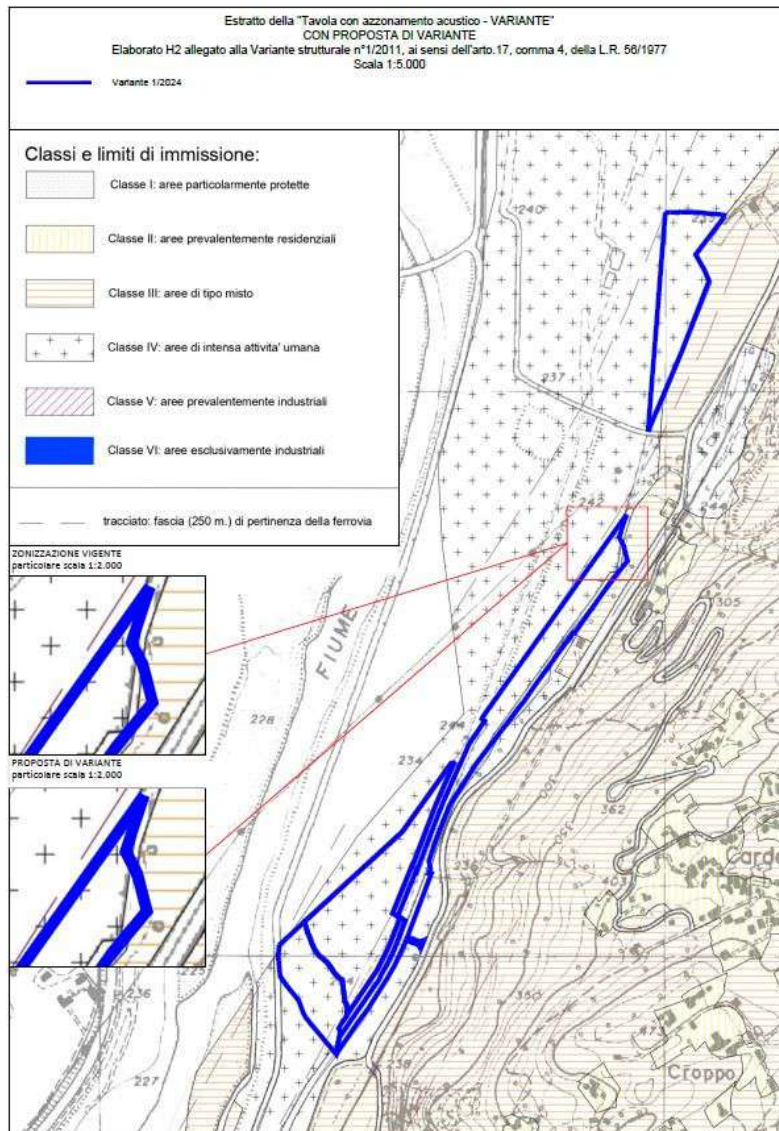 Estratto della "Tavola con azzonamento acustico - VARIANTE"
CON PROPOSTA DI VARIANTE
Elaborato H2 allegato alla Variante strutturale n°1/2011, ai sensi dell'arto.17, comma 4, della L.R. 56/1977
Scala 1:5.000
Variante 1/2024
Classi e limiti di immissione:
Classe I: aree particolarmente protette
Classe II: aree prevalentemente residenziali
Classe III: aree di tipo misto
Classe IV: aree di intensa attivita' umana
Classe V: aree prevalentemente industriali
Classe VI: aree esclusivamente industriali
tracciato: fascia (250 m.) di pertinenza della ferrovia
ZONIZZAZIONE VIGENTE
particolare scala 1:2.000
PROPOSTA DI VARIANTE
particolare scala 1:2.000
240
237
242
244
305
FIUME
228
244
234
300
350
362
403
236
227
350
238
Croppo